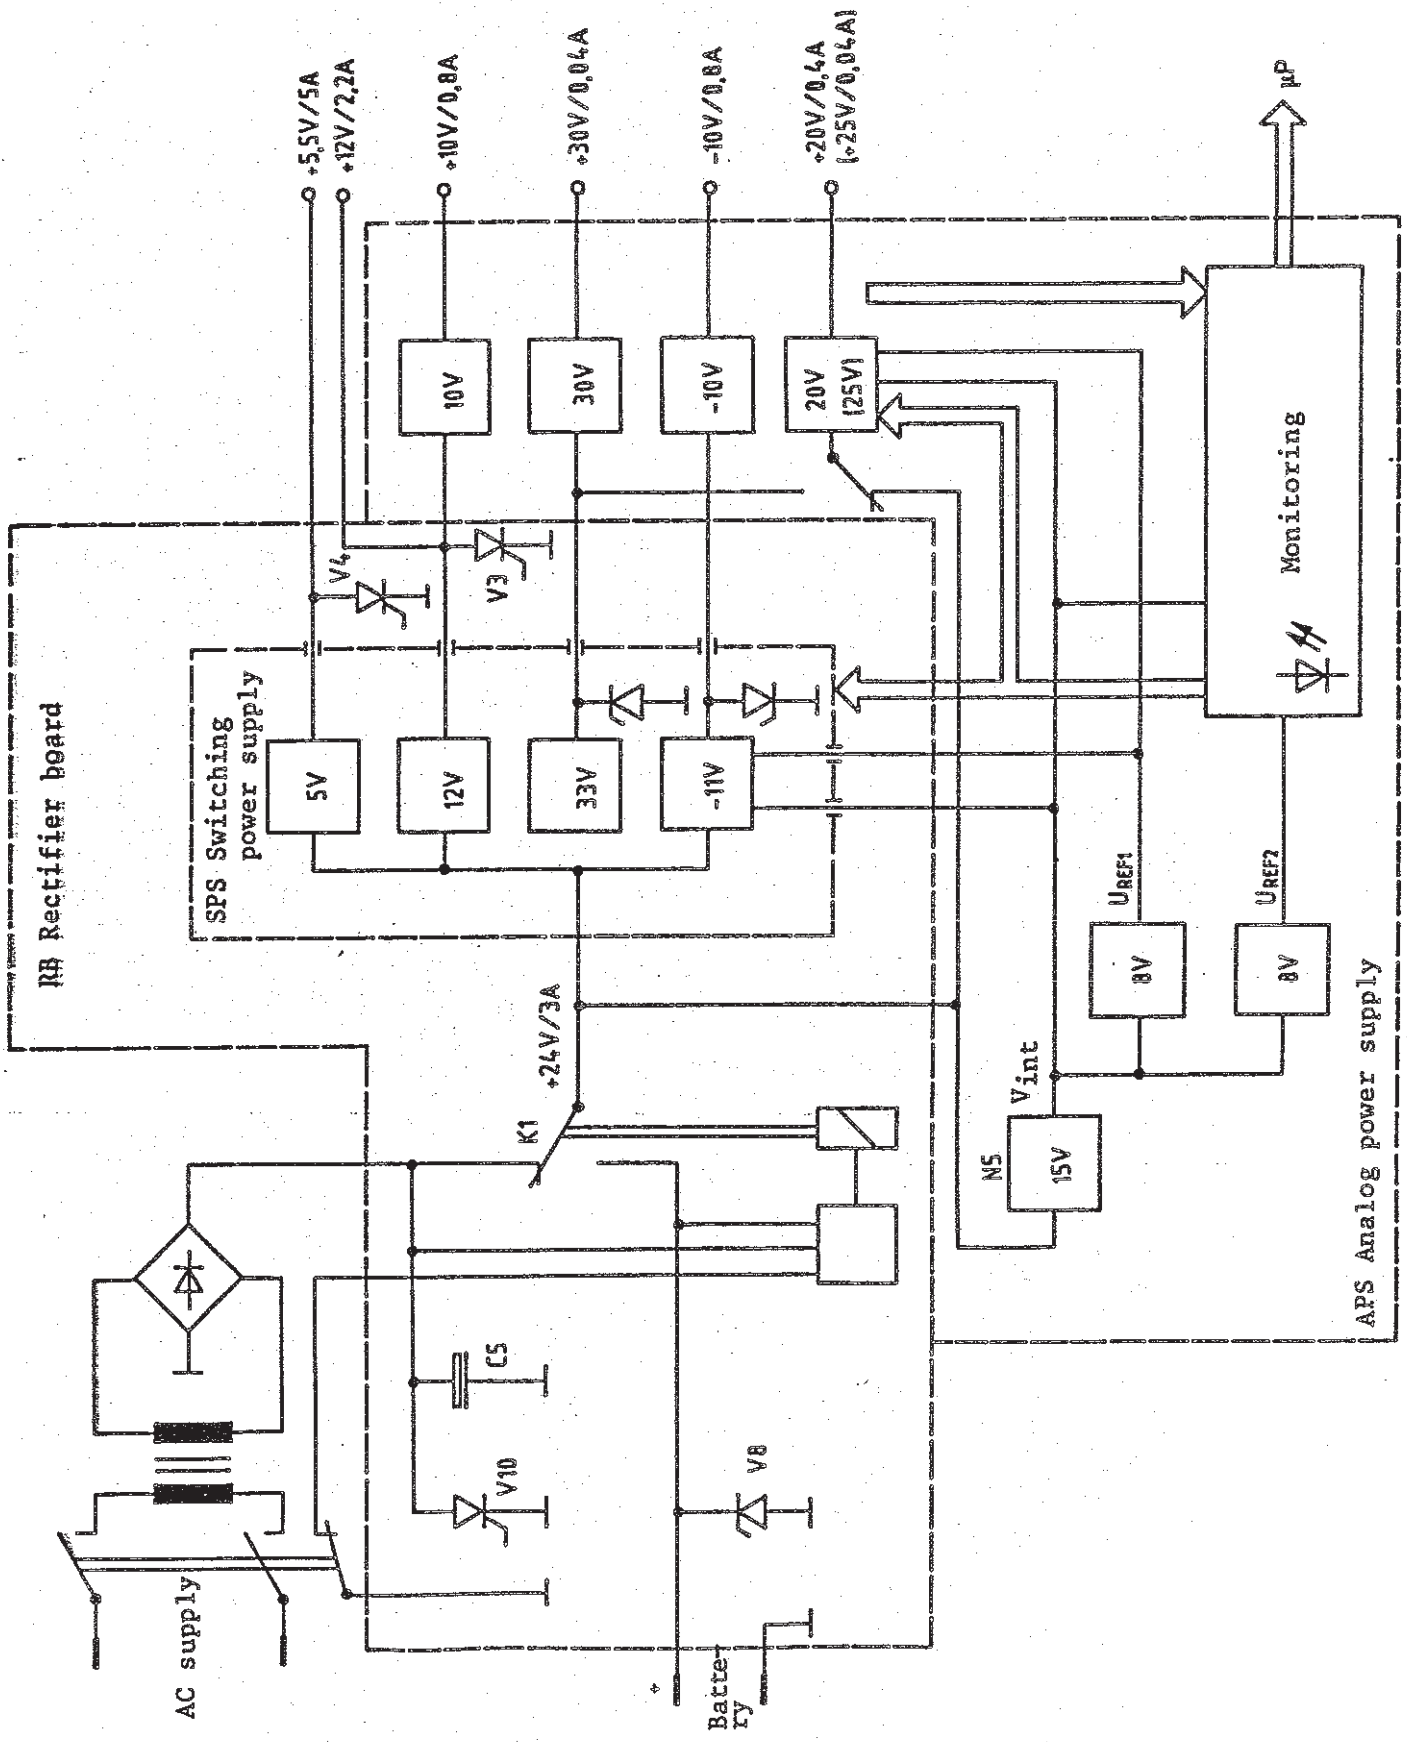 RB Rectifier board
SPS Switching
power supply
AC supply
Batte-
ry
+
V10
C5
V8
K1
+24V/3A
5V
12V
33V
-11V
V4
V3
10V
30V
-10V
20V
(25V)
+5,5V/5A
+12V/2,2A
+10V/0,8A
+30V/0,04A
-10V/0,8A
+20V/0,4A
(+25V/0,04A)
N5
15V
Vint
8V
UREF1
8V
UREF2
Monitoring
µP
APS Analog power supply